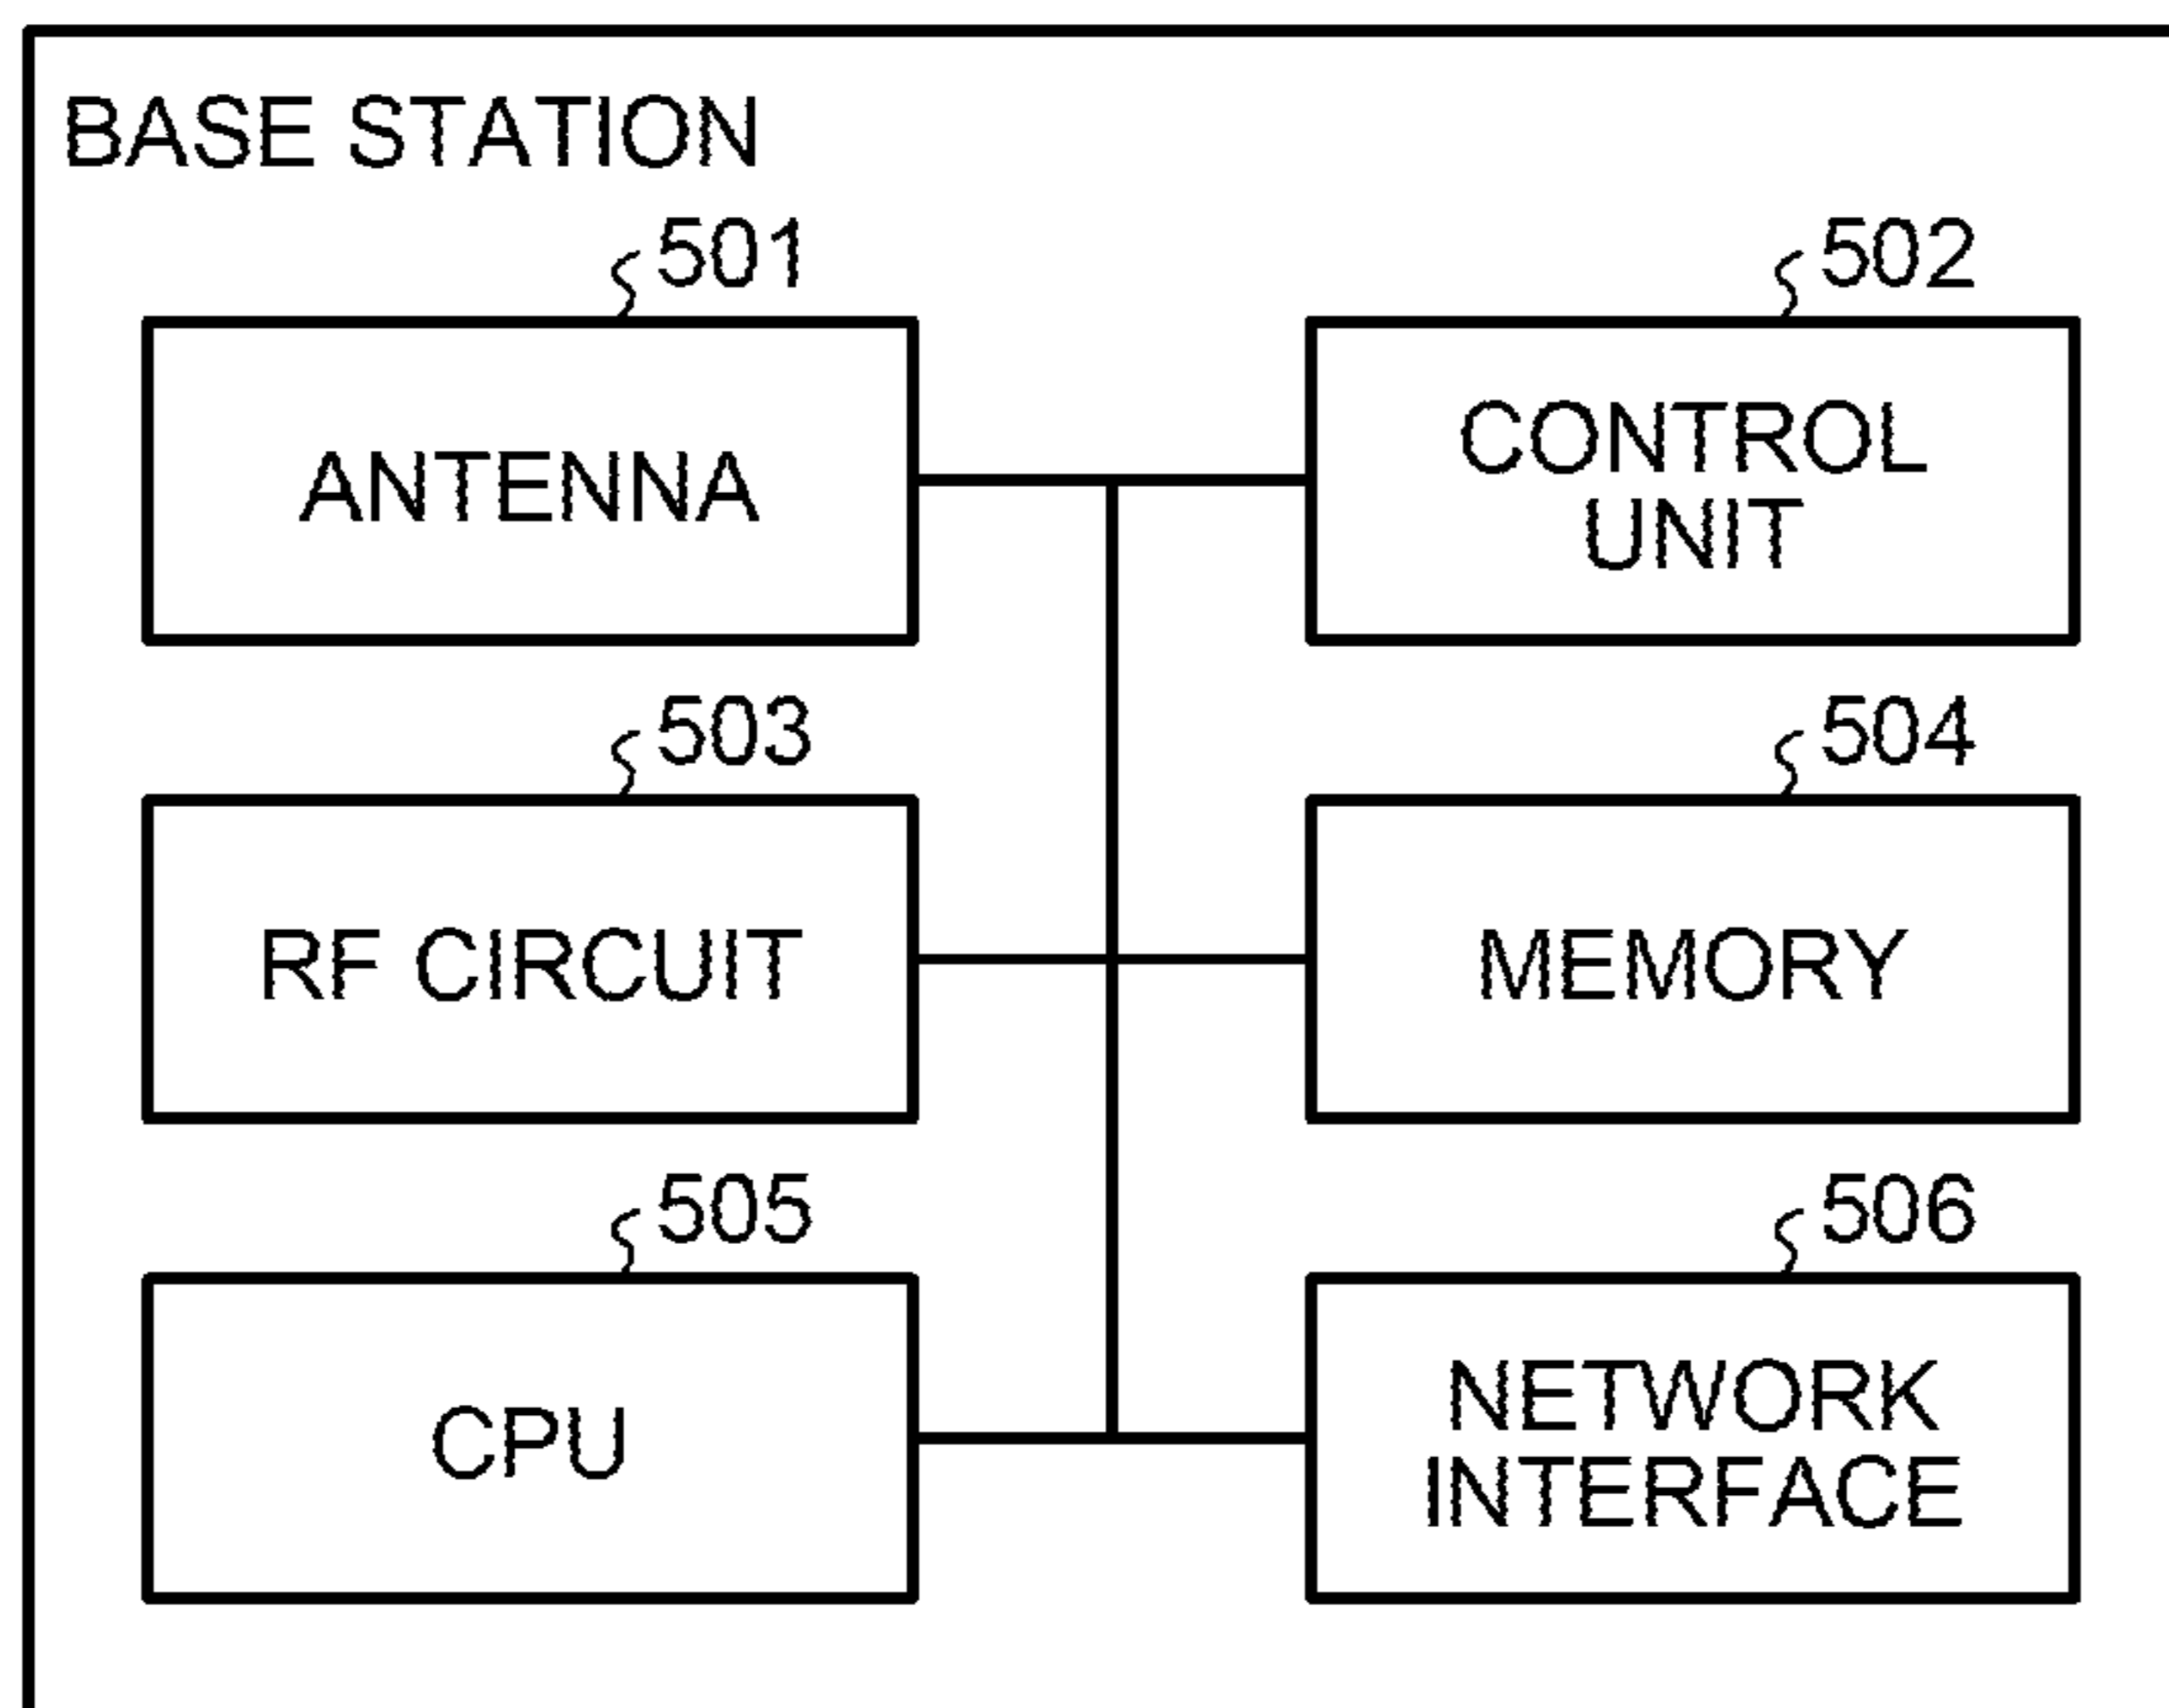 BASE STATION
501
502
ANTENNA
CONTROL
UNIT
503
504
RF CIRCUIT
MEMORY
505
506
CPU
NETWORK
INTERFACE